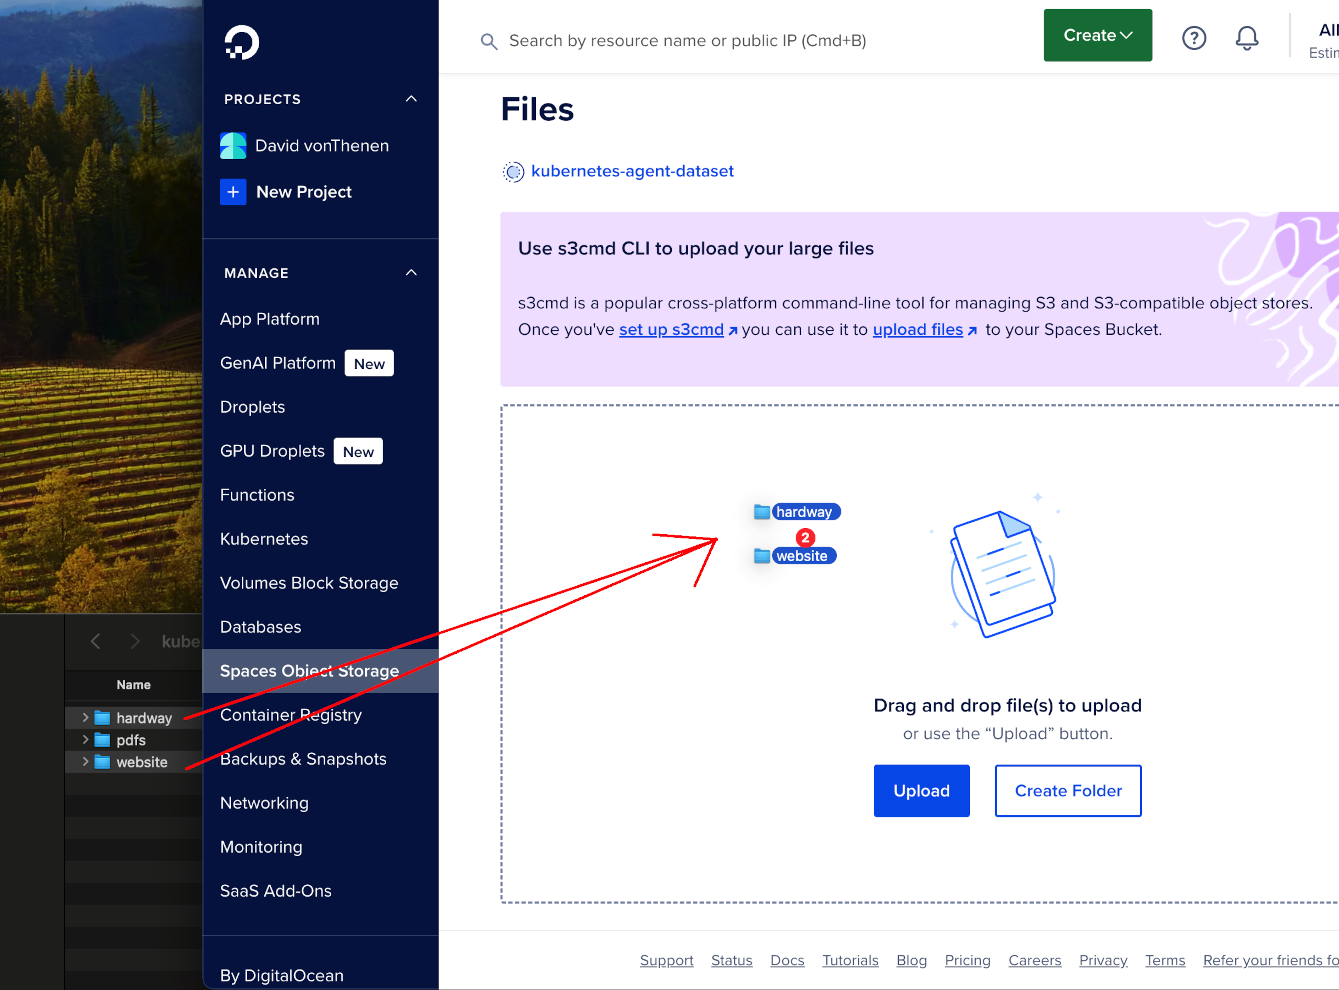 PROJECTS
David vonThenen
+ New Project
MANAGE
App Platform
GenAI Platform New
Droplets
GPU Droplets New
Functions
Kubernetes
Volumes Block Storage
Databases
Spaces Object Storage
Container Registry
Backups & Snapshots
Networking
Monitoring
SaaS Add-Ons
By DigitalOcean
kube
Name
hardway
pdfs
website
Search by resource name or public IP (Cmd+B)
Create
?
All
Estim
Files
kubernetes-agent-dataset
Use s3cmd CLI to upload your large files
s3cmd is a popular cross-platform command-line tool for managing S3 and S3-compatible object stores.
Once you've set up s3cmd you can use it to upload files to your Spaces Bucket.
hardway
2
website
Drag and drop file(s) to upload
or use the “Upload” button.
Upload Create Folder
Support Status Docs Tutorials Blog Pricing Careers Privacy Terms Refer your friends fo